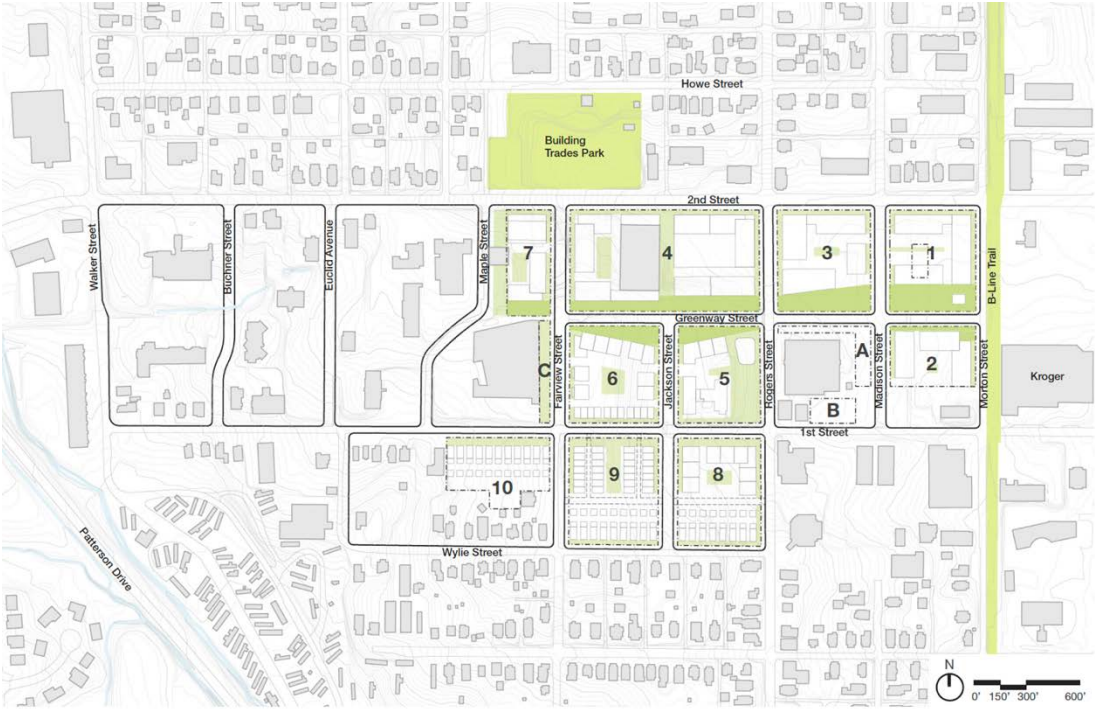 Howe Street
Building
Trades Park
2nd Street
Walker Street
Buchner Street
Euclid Avenue
Maple Street
7
4
3
1
B-Line Trail
Greenway Street
C
Fairview Street
6
Jackson Street
5
Rogers Street
A
Madison Street
2
Morton Street
Kroger
B
1st Street
10
9
8
Wylie Street
Patterson Drive
N
0' 150' 300' 600'